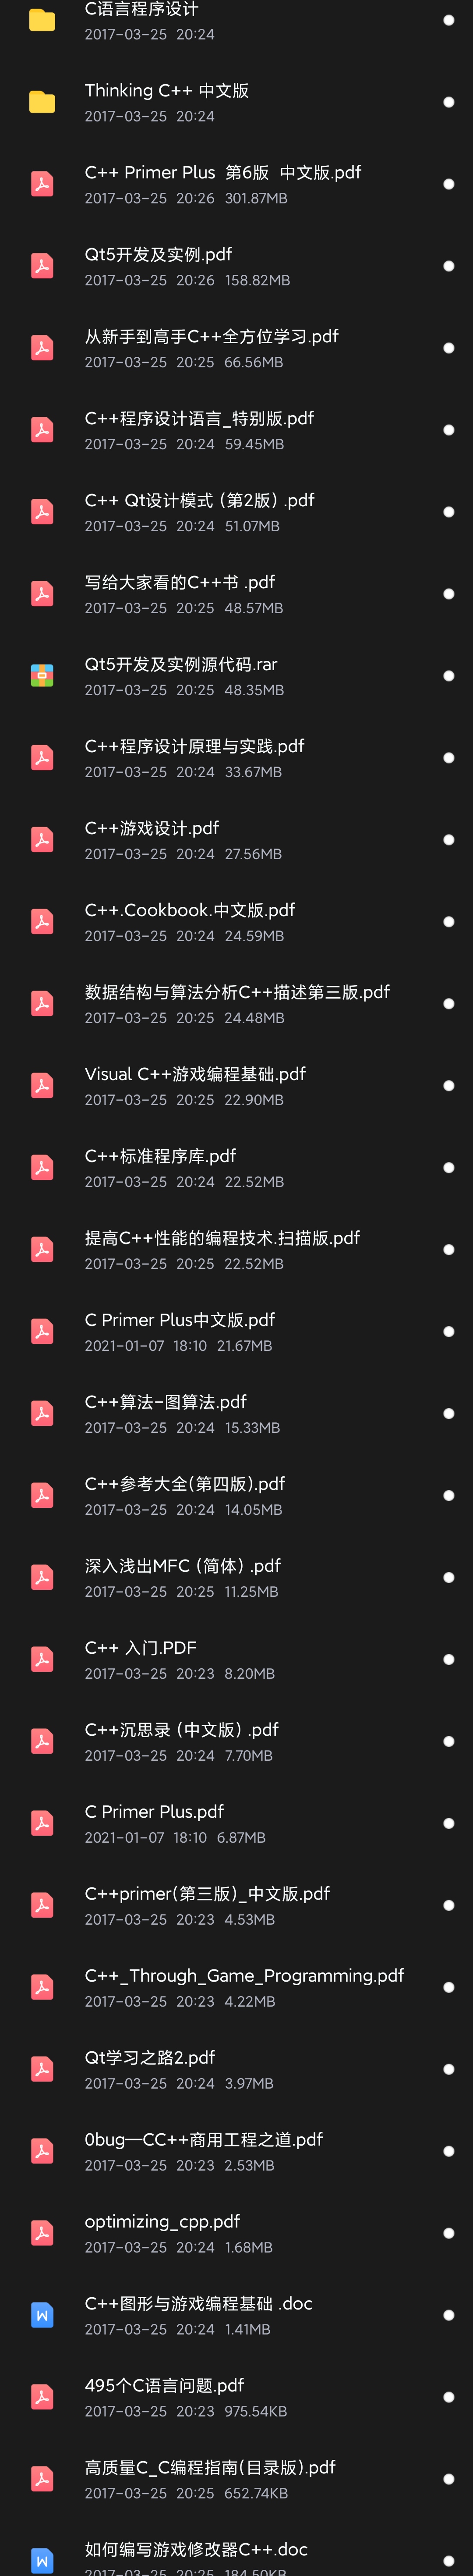 C语言程序设计
2017-03-25 20:24
Thinking C++ 中文版
2017-03-25 20:24
C++ Primer Plus 第6版 中文版.pdf
2017-03-25 20:26 301.87MB
Qt5开发及实例.pdf
2017-03-25 20:26 158.82MB
从新手到高手C++全方位学习.pdf
2017-03-25 20:25 66.56MB
C++程序设计语言_特别版.pdf
2017-03-25 20:24 59.45MB
C++ Qt设计模式 (第2版) .pdf
2017-03-25 20:24 51.07MB
写给大家看的C++书 .pdf
2017-03-25 20:25 48.57MB
Qt5开发及实例源代码.rar
2017-03-25 20:25 48.35MB
C++程序设计原理与实践.pdf
2017-03-25 20:24 33.67MB
C++游戏设计.pdf
2017-03-25 20:24 27.56MB
C++.Cookbook.中文版.pdf
2017-03-25 20:24 24.59MB
数据结构与算法分析C++描述第三版.pdf
2017-03-25 20:25 24.48MB
Visual C++游戏编程基础.pdf
2017-03-25 20:25 22.90MB
C++标准程序库.pdf
2017-03-25 20:24 22.52MB
提高C++性能的编程技术.扫描版.pdf
2017-03-25 20:25 22.52MB
C Primer Plus中文版.pdf
2021-01-07 18:10 21.67MB
C++算法-图算法.pdf
2017-03-25 20:24 15.33MB
C++参考大全(第四版).pdf
2017-03-25 20:24 14.05MB
深入浅出MFC (简体) .pdf
2017-03-25 20:25 11.25MB
C++ 入门.PDF
2017-03-25 20:23 8.20MB
C++沉思录 (中文版) .pdf
2017-03-25 20:24 7.70MB
C Primer Plus.pdf
2021-01-07 18:10 6.87MB
C++primer(第三版)_中文版.pdf
2017-03-25 20:23 4.53MB
C++_Through_Game_Programming.pdf
2017-03-25 20:23 4.22MB
Qt学习之路2.pdf
2017-03-25 20:24 3.97MB
0bug—CC++商用工程之道.pdf
2017-03-25 20:23 2.53MB
optimizing_cpp.pdf
2017-03-25 20:24 1.68MB
C++图形与游戏编程基础 .doc
2017-03-25 20:24 1.41MB
495个C语言问题.pdf
2017-03-25 20:23 975.54KB
高质量C_C编程指南(目录版).pdf
2017-03-25 20:25 652.74KB
如何编写游戏修改器C++.doc
2017-03-25 20:25 184.50KB